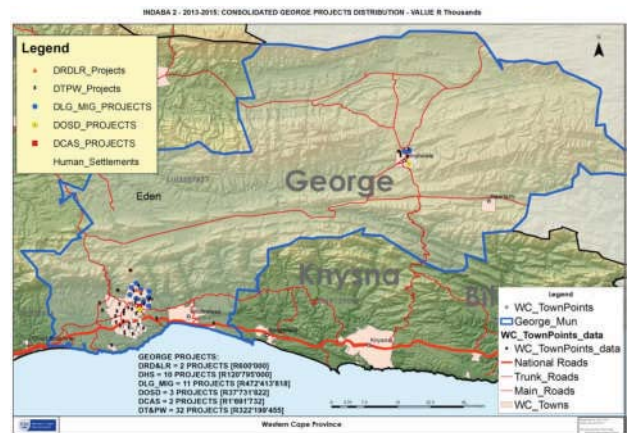 INDABA 2 - 2013-2015: CONSOLIDATED GEORGE PROJECTS DISTRIBUTION - VALUE R Thousands
Legend
DRDLR_Projects
DTPW_Projects
DLG_MIG_PROJECTS
DOSD_PROJECTS
DCAS_PROJECTS
Human_Settlements
N
George
Eden
Knysna
Knysna
Legend
WC_TownPoints
George_Mun
WC_TownPoints_data
WC_TownPoints_data
National Roads
Trunk_Roads
Main_Roads
WC_Towns
GEORGE PROJECTS:
DRD&LR = 2 PROJECTS [R600'000]
DHS = 10 PROJECTS [R120'795'000]
DLG_MIG = 11 PROJECTS [R472'413'818]
DOSD = 3 PROJECTS [R37'731'822]
DCAS = 2 PROJECTS [R1'691'732]
DT&PW = 32 PROJECTS [R322'198'455]
Western Cape Province